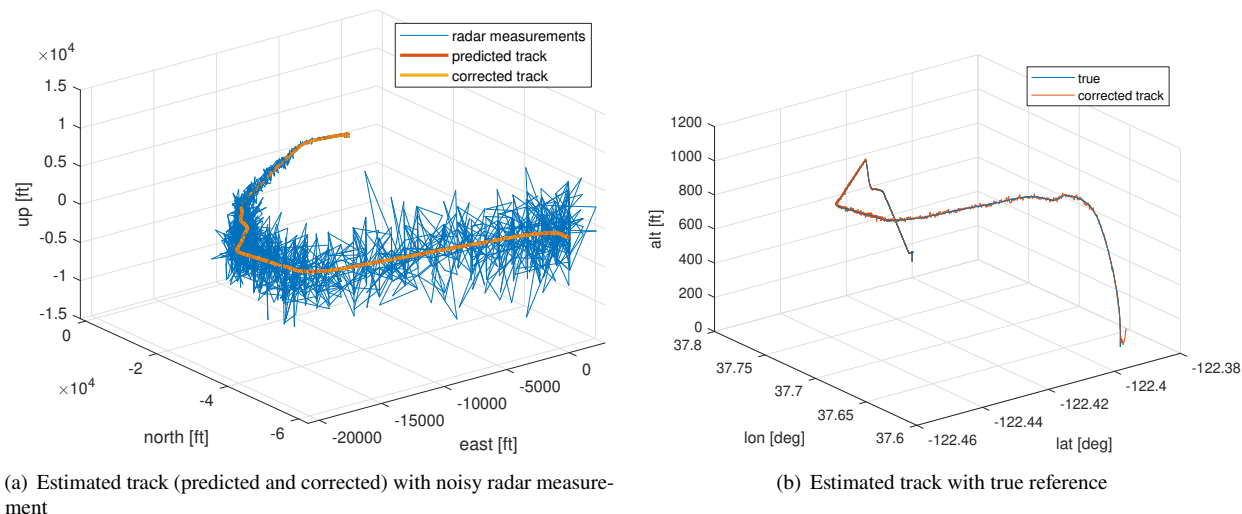 radar measurements
predicted track
corrected track
×10⁴
1.5
1
0.5
0
-0.5
-1
-1.5
up [ft]
0
-2
-4
-6
×10⁴
north [ft]
-20000
-15000
-10000
-5000
0
east [ft]
(a) Estimated track (predicted and corrected) with noisy radar measure-
ment
true
corrected track
1200
1000
800
600
400
200
0
alt [ft]
37.8
37.75
37.7
37.65
37.6
lon [deg]
-122.46
-122.44
-122.42
-122.4
-122.38
lat [deg]
(b) Estimated track with true reference